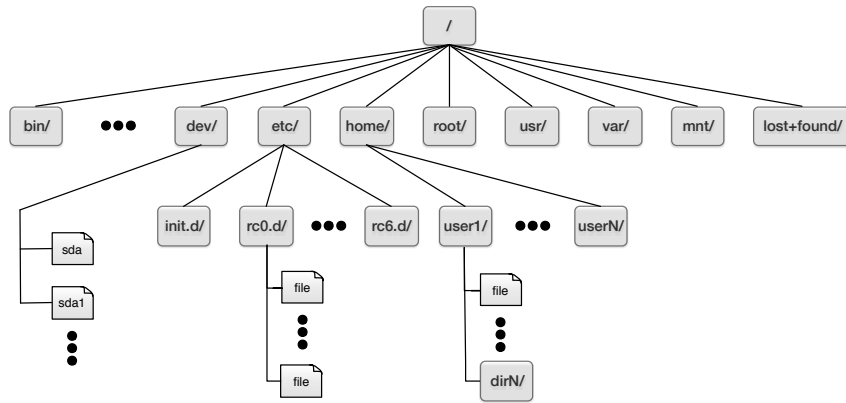 /
bin/ ●●● dev/ etc/ home/ root/ usr/ var/ mnt/ lost+found/
init.d/ rc0.d/ ●●● rc6.d/ user1/ ●●● userN/
sda
file file
sda1
file dirN/